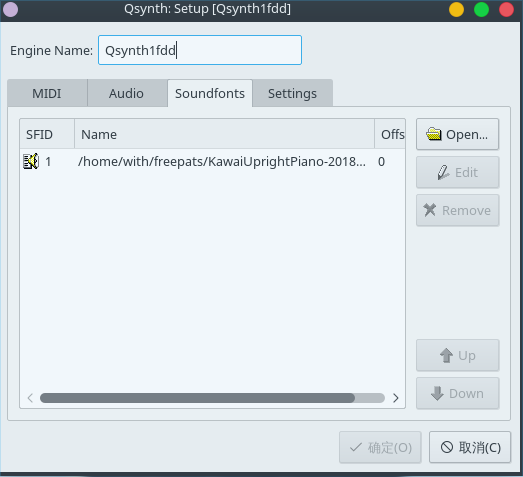 Qsynth: Setup [Qsynth1fdd]
Engine Name: Qsynth1fdd
MIDI Audio Soundfonts Settings
SFID Name Offs
1 /home/with/freepats/KawaiUprightPiano-2018... 0
Open...
Edit
Remove
Up
Down
确定(O) 取消(C)